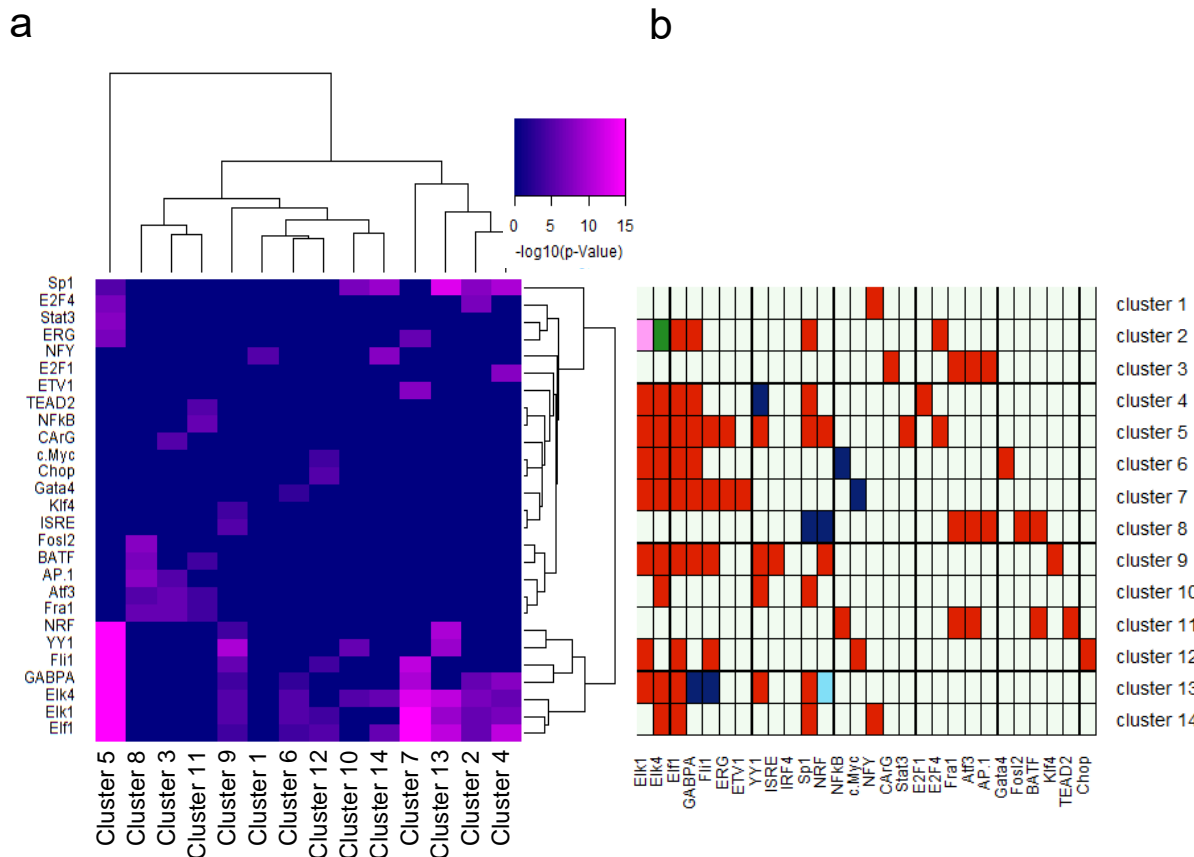 a
b
0 5 10 15
-log10(p-Value)
Sp1
E2F4
Stat3
ERG
NFY
E2F1
ETV1
TEAD2
NFkB
CArG
c.Myc
Chop
Gata4
Klf4
ISRE
Fosl2
BATF
AP.1
Atf3
Fra1
NRF
YY1
Fli1
GABPA
Elk4
Elk1
Elf1
Cluster 5
Cluster 8
Cluster 3
Cluster 11
Cluster 9
Cluster 1
Cluster 6
Cluster 12
Cluster 10
Cluster 14
Cluster 7
Cluster 13
Cluster 2
Cluster 4
cluster 1
cluster 2
cluster 3
cluster 4
cluster 5
cluster 6
cluster 7
cluster 8
cluster 9
cluster 10
cluster 11
cluster 12
cluster 13
cluster 14
Elk1
Elk4
Elf1
GABPA
Fli1
ERG
ETV1
YY1
ISRE
IRF4
Sp1
NRF
NFkB
c.Myc
NFY
CArG
Stat3
E2F1
E2F4
Fra1
Atf3
AP.1
Gata4
Fosl2
BATF
Klf4
TEAD2
Chop